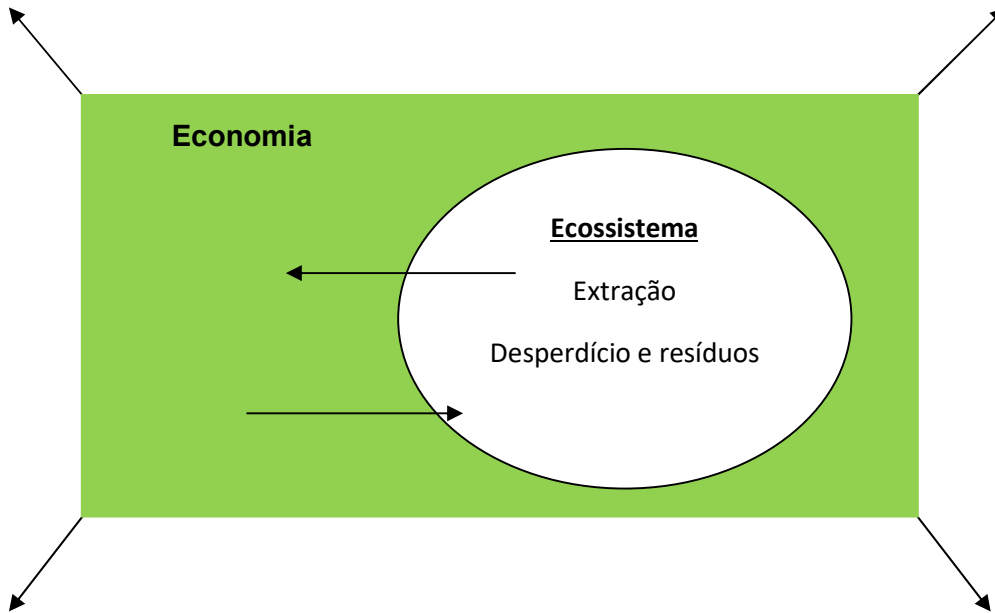 Economia
Ecossistema
Extração
Desperdício e resíduos